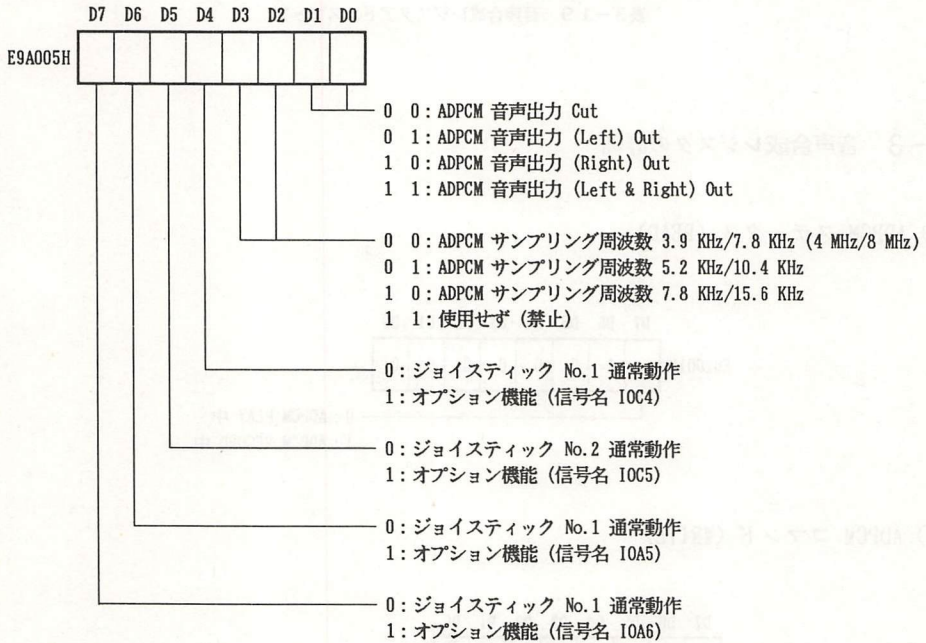 D7 D6 D5 D4 D3 D2 D1 D0
E9A005H
0 0：ADPCM 音声出力 Cut
0 1：ADPCM 音声出力 (Left) Out
1 0：ADPCM 音声出力 (Right) Out
1 1：ADPCM 音声出力 (Left & Right) Out
0 0：ADPCM サンプリング周波数 3.9 KHz/7.8 KHz (4 MHz/8 MHz)
0 1：ADPCM サンプリング周波数 5.2 KHz/10.4 KHz
1 0：ADPCM サンプリング周波数 7.8 KHz/15.6 KHz
1 1：使用せず (禁止)
0：ジョイスティック No.1 通常動作
1：オプション機能 (信号名 IOC4)
0：ジョイスティック No.2 通常動作
1：オプション機能 (信号名 IOC5)
0：ジョイスティック No.1 通常動作
1：オプション機能 (信号名 IOA5)
0：ジョイスティック No.1 通常動作
1：オプション機能 (信号名 IOA6)